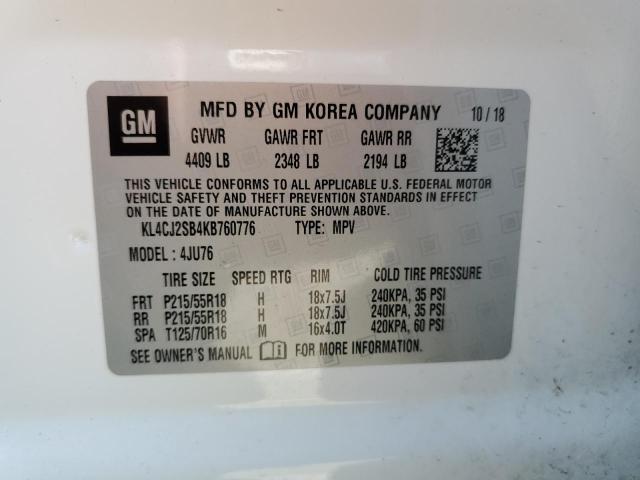 GM
MFD BY GM KOREA COMPANY 10/18
GVWR GAWR FRT GAWR RR
4409 LB 2348 LB 2194 LB
THIS VEHICLE CONFORMS TO ALL APPLICABLE U.S. FEDERAL MOTOR
VEHICLE SAFETY AND THEFT PREVENTION STANDARDS IN EFFECT
ON THE DATE OF MANUFACTURE SHOWN ABOVE.
KL4CJ2SB4KB760776 TYPE: MPV
MODEL : 4JU76
TIRE SIZE SPEED RTG RIM COLD TIRE PRESSURE
FRT P215/55R18 H 18x7.5J 240KPA, 35 PSI
RR P215/55R18 H 18x7.5J 240KPA, 35 PSI
SPA T125/70R16 M 16x4.0T 420KPA, 60 PSI
SEE OWNER'S MANUAL i FOR MORE INFORMATION.